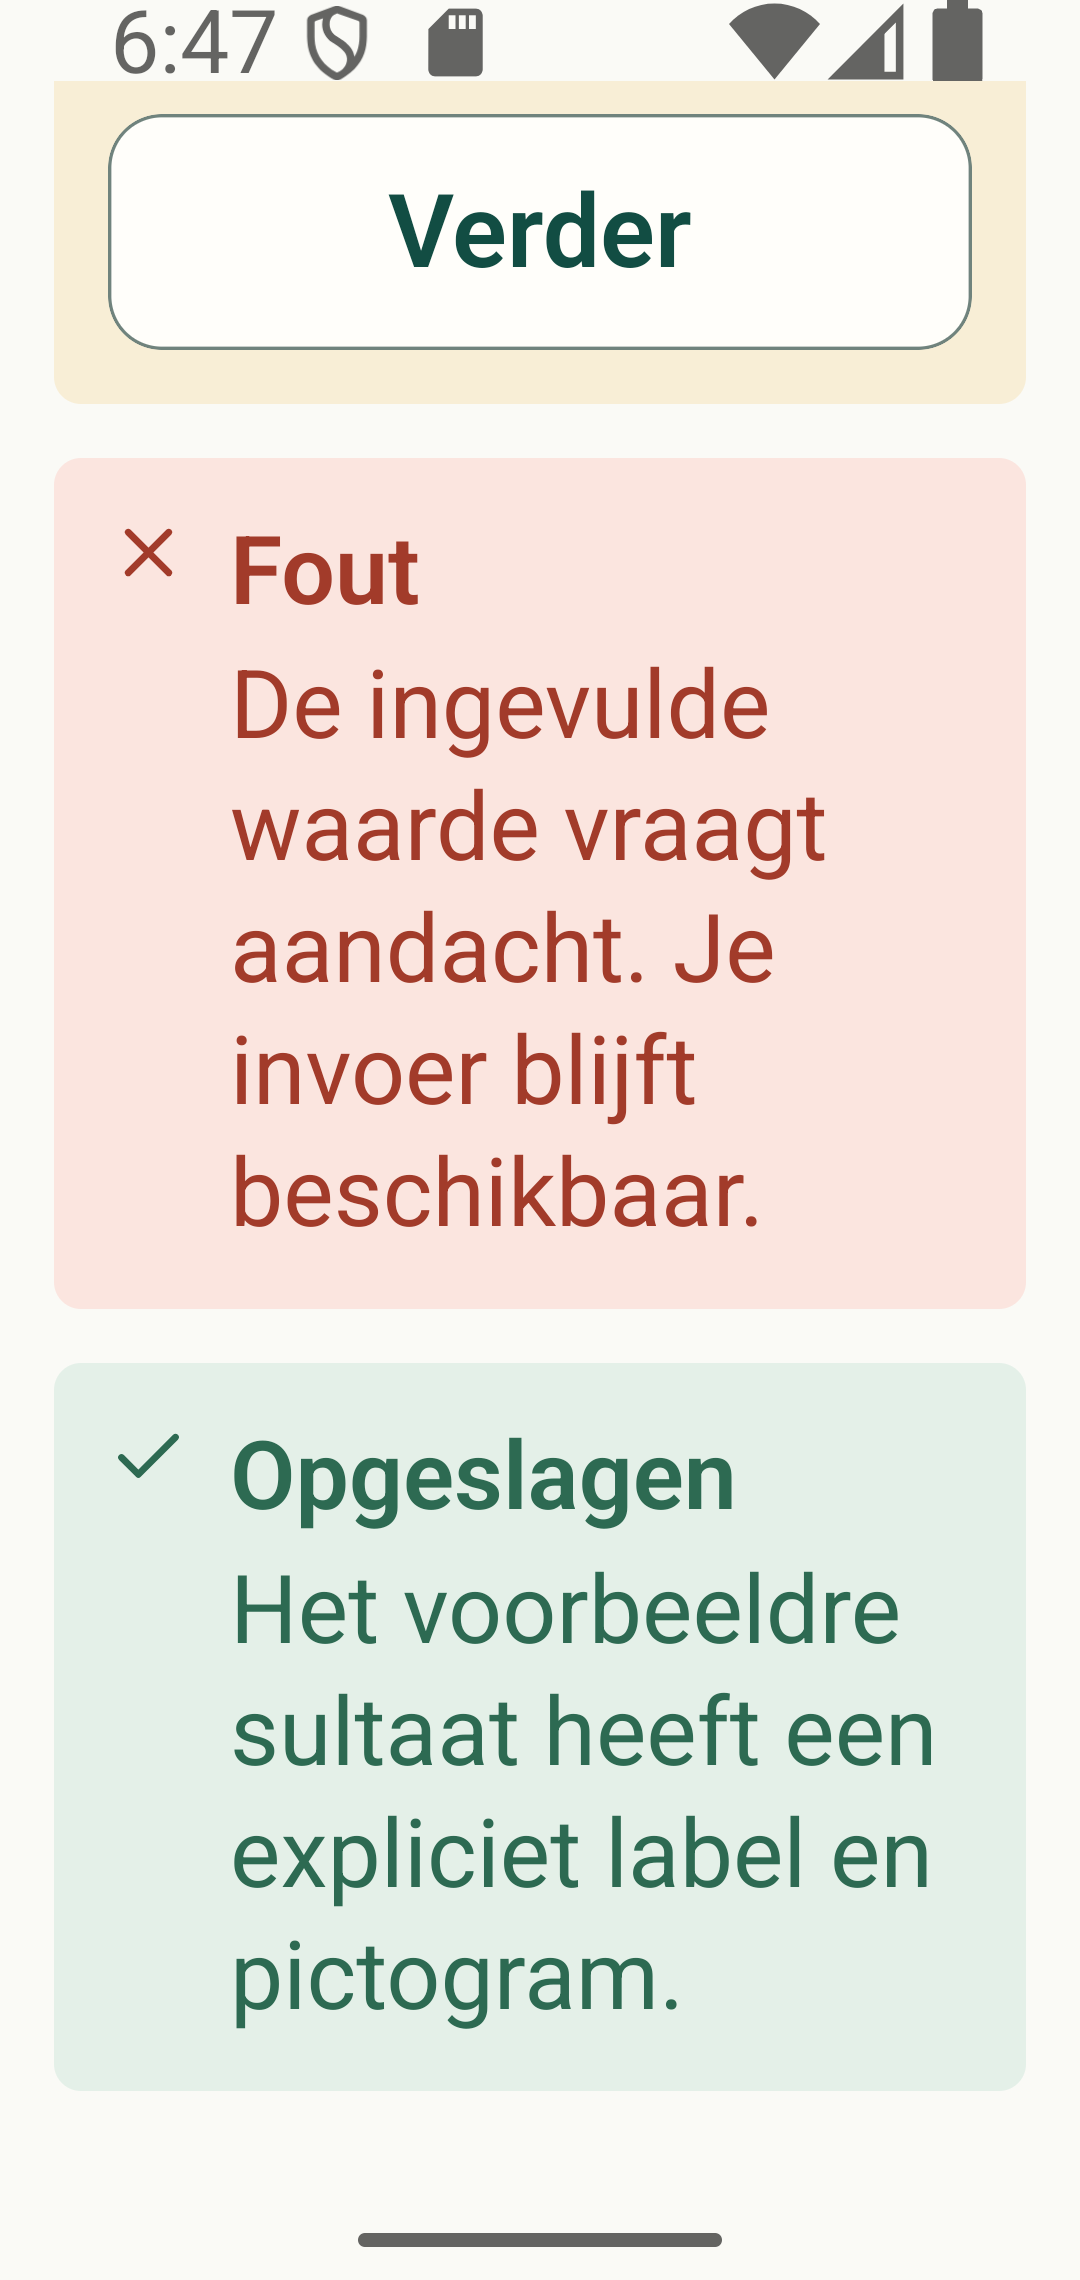 6:47
Verder
Fout
De ingevulde
waarde vraagt
aandacht. Je
invoer blijft
beschikbaar.
Opgeslagen
Het voorbeeldre
sultaat heeft een
expliciet label en
pictogram.